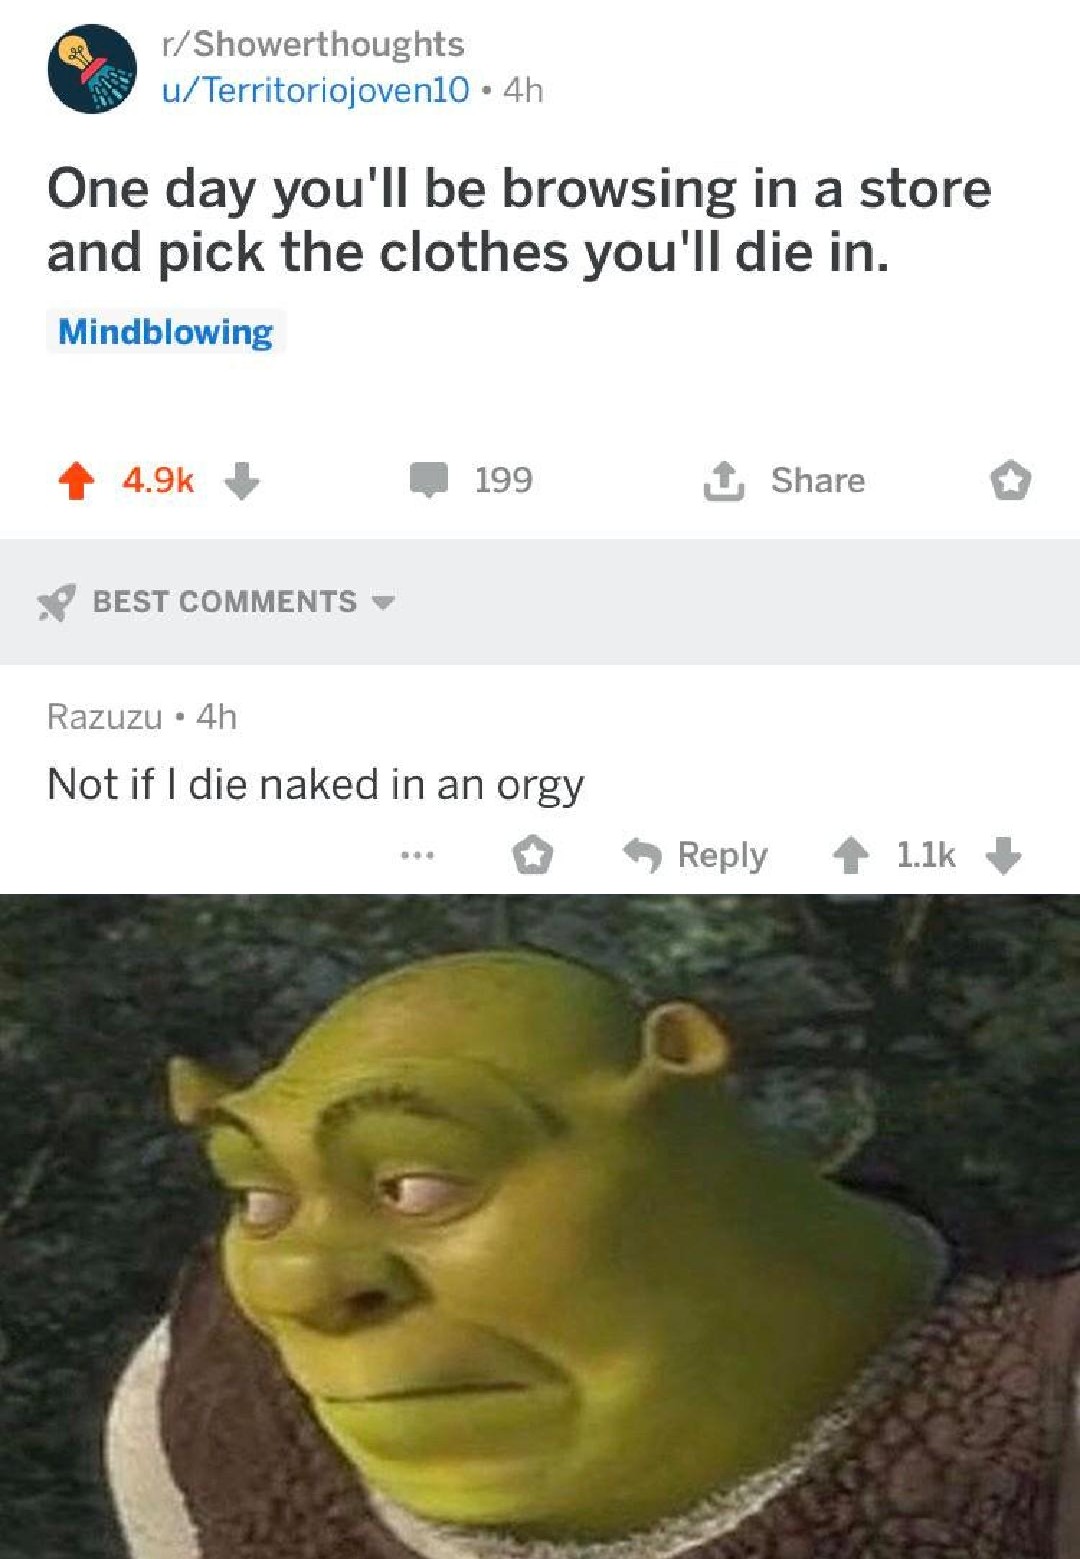 r/Showerthoughts
u/Territoriojoven10 • 4h
One day you'll be browsing in a store
and pick the clothes you'll die in.
Mindblowing
4.9k 199 Share
BEST COMMENTS
Razuzu • 4h
Not if I die naked in an orgy
... Reply 1.1k